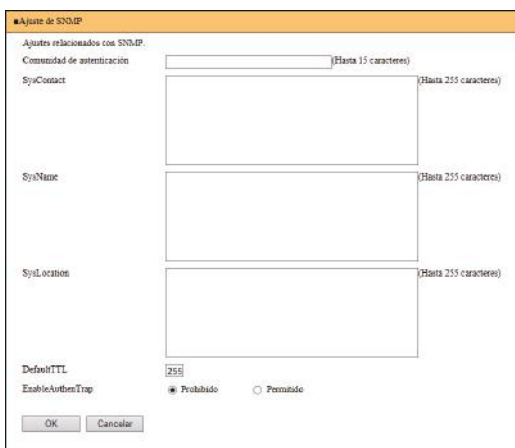 ■Ajuste de SNMP
Ajustes relacionados con SNMP.
Comunidad de autenticación (Hasta 15 caracteres)
SysContact (Hasta 255 caracteres)
SysName (Hasta 255 caracteres)
SysLocation (Hasta 255 caracteres)
DefaultTTL 255
EnableAuthenTrap Prohibido Permitido
OK Cancelar